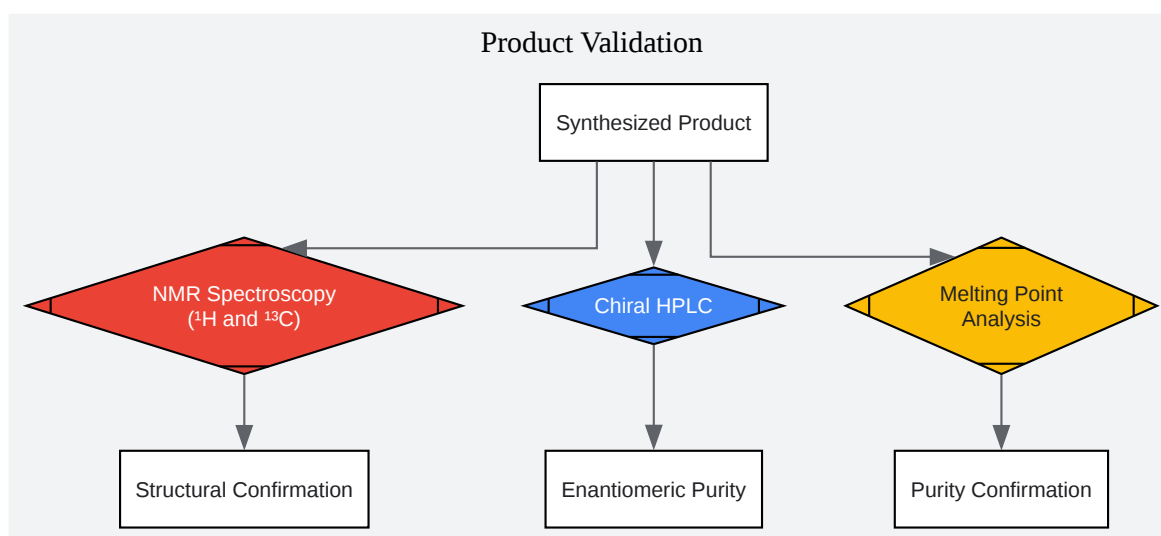 Product Validation
Synthesized Product
NMR Spectroscopy
(¹H and ¹³C)
Chiral HPLC
Melting Point
Analysis
Structural Confirmation
Enantiomeric Purity
Purity Confirmation